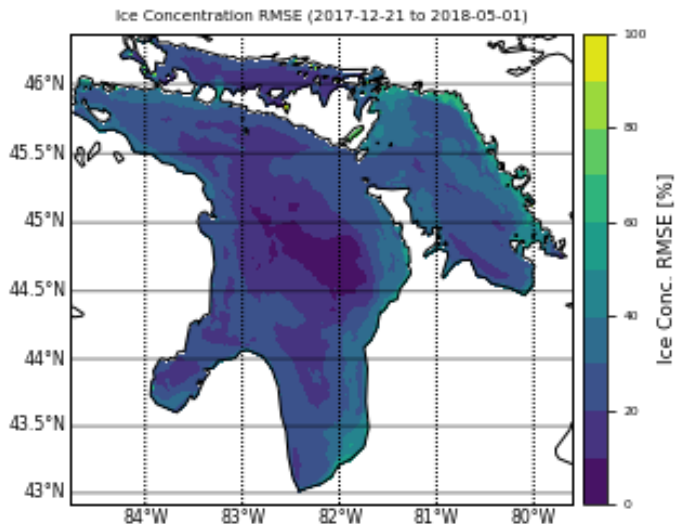 Ice Concentration RMSE (2017-12-21 to 2018-05-01)
46°N
45.5°N
45°N
44.5°N
44°N
43.5°N
43°N
84°W
83°W
82°W
81°W
80°W
100
80
60
40
20
0
Ice Conc. RMSE [%]